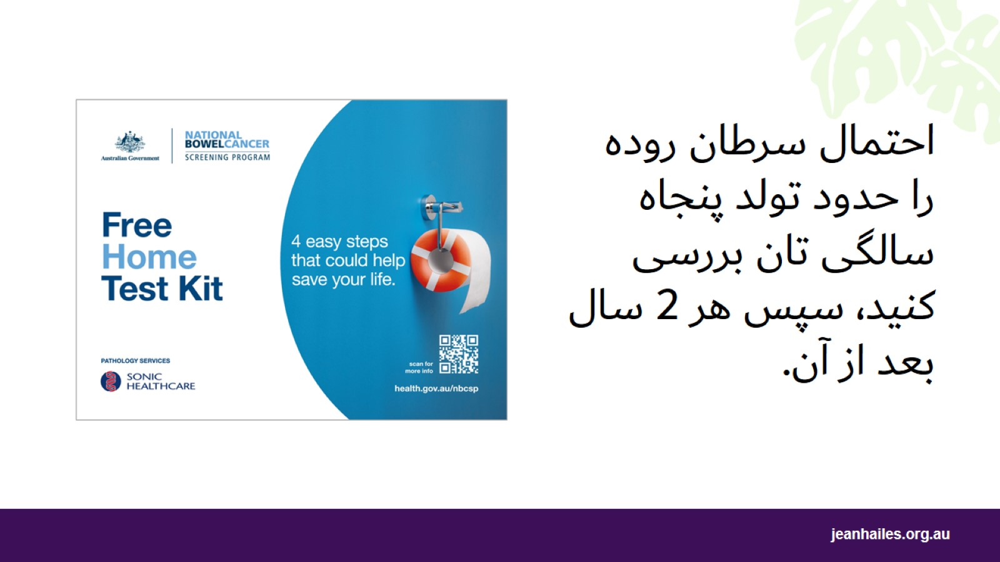 Australian Government
NATIONAL
BOWELCANCER
SCREENING PROGRAM
Free
Home
Test Kit
4 easy steps
that could help
save your life.
PATHOLOGY SERVICES
SONIC
HEALTHCARE
scan for
more info
health.gov.au/nbcsp
احتمال سرطان روده
را حدود تولد پنجاه
سالگی تان بررسی
کنید، سپس هر 2 سال
بعد از آن.
jeanhailes.org.au